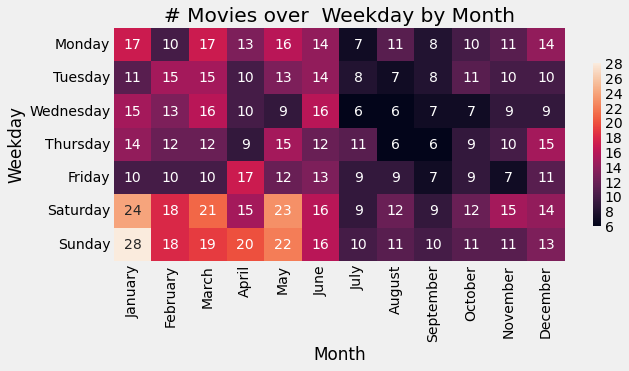 # Movies over  Weekday by Month
Weekday
Monday 17 10 17 13 16 14 7 11 8 10 11 14
Tuesday 11 15 15 10 13 14 8 7 8 11 10 10
Wednesday 15 13 16 10 9 16 6 6 7 7 9 9
Thursday 14 12 12 9 15 12 11 6 6 9 10 15
Friday 10 10 10 17 12 13 9 9 7 9 7 11
Saturday 24 18 21 15 23 16 9 12 9 12 15 14
Sunday 28 18 19 20 22 16 10 11 10 11 11 13
January February March April May June July August September October November December
Month
28
26
24
22
20
18
16
14
12
10
8
6